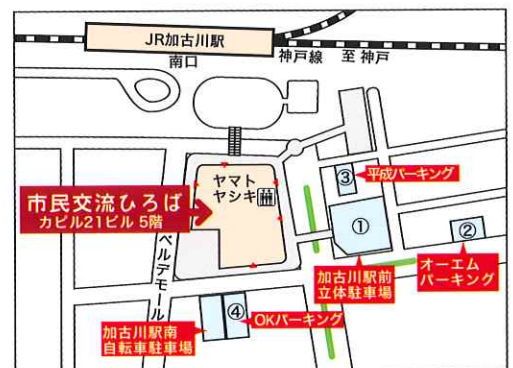 JR加古川駅
南口
神戸線 至 神戸
ヤマト
ヤシキ
市民交流ひろば
カピル21ビル 5階
ベルデモール
③
平成パーキング
①
②
加古川駅前
立体駐車場
オーエム
パーキング
④
OKパーキング
加古川駅南
自転車駐車場